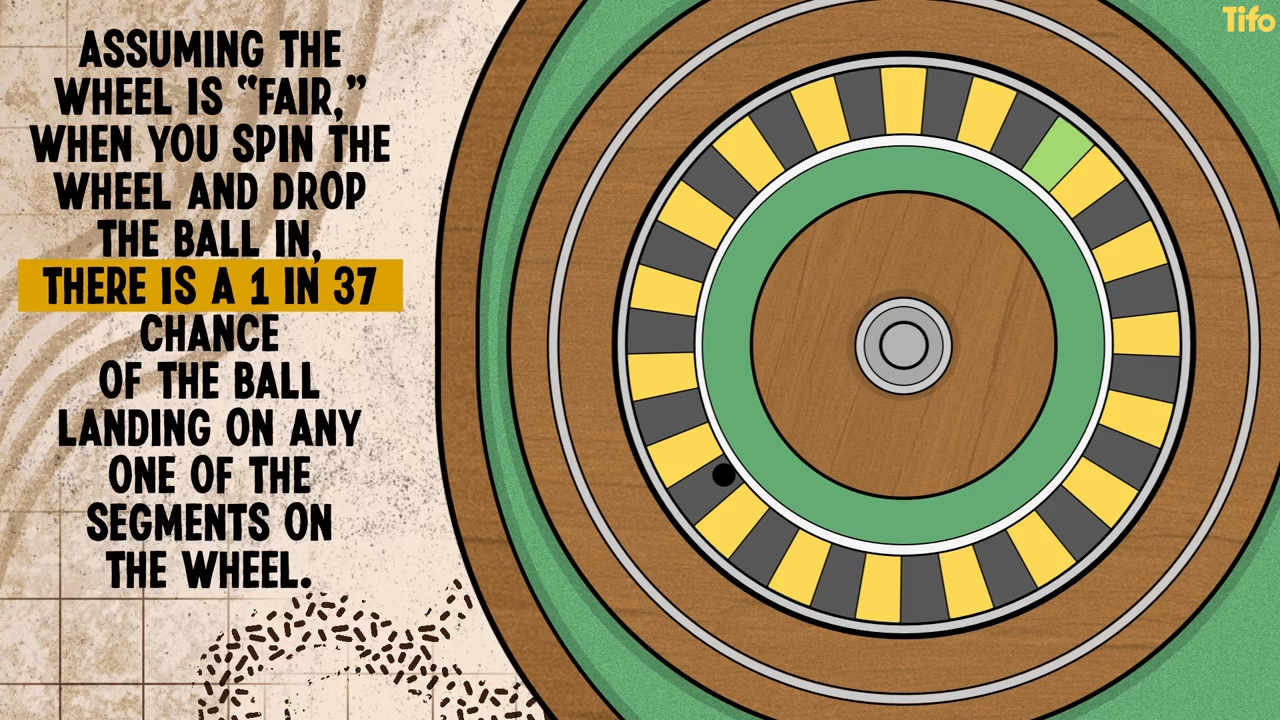 Tifo
ASSUMING THE
WHEEL IS “FAIR,”
WHEN YOU SPIN THE
WHEEL AND DROP
THE BALL IN,
THERE IS A 1 IN 37
CHANCE
OF THE BALL
LANDING ON ANY
ONE OF THE
SEGMENTS ON
THE WHEEL.